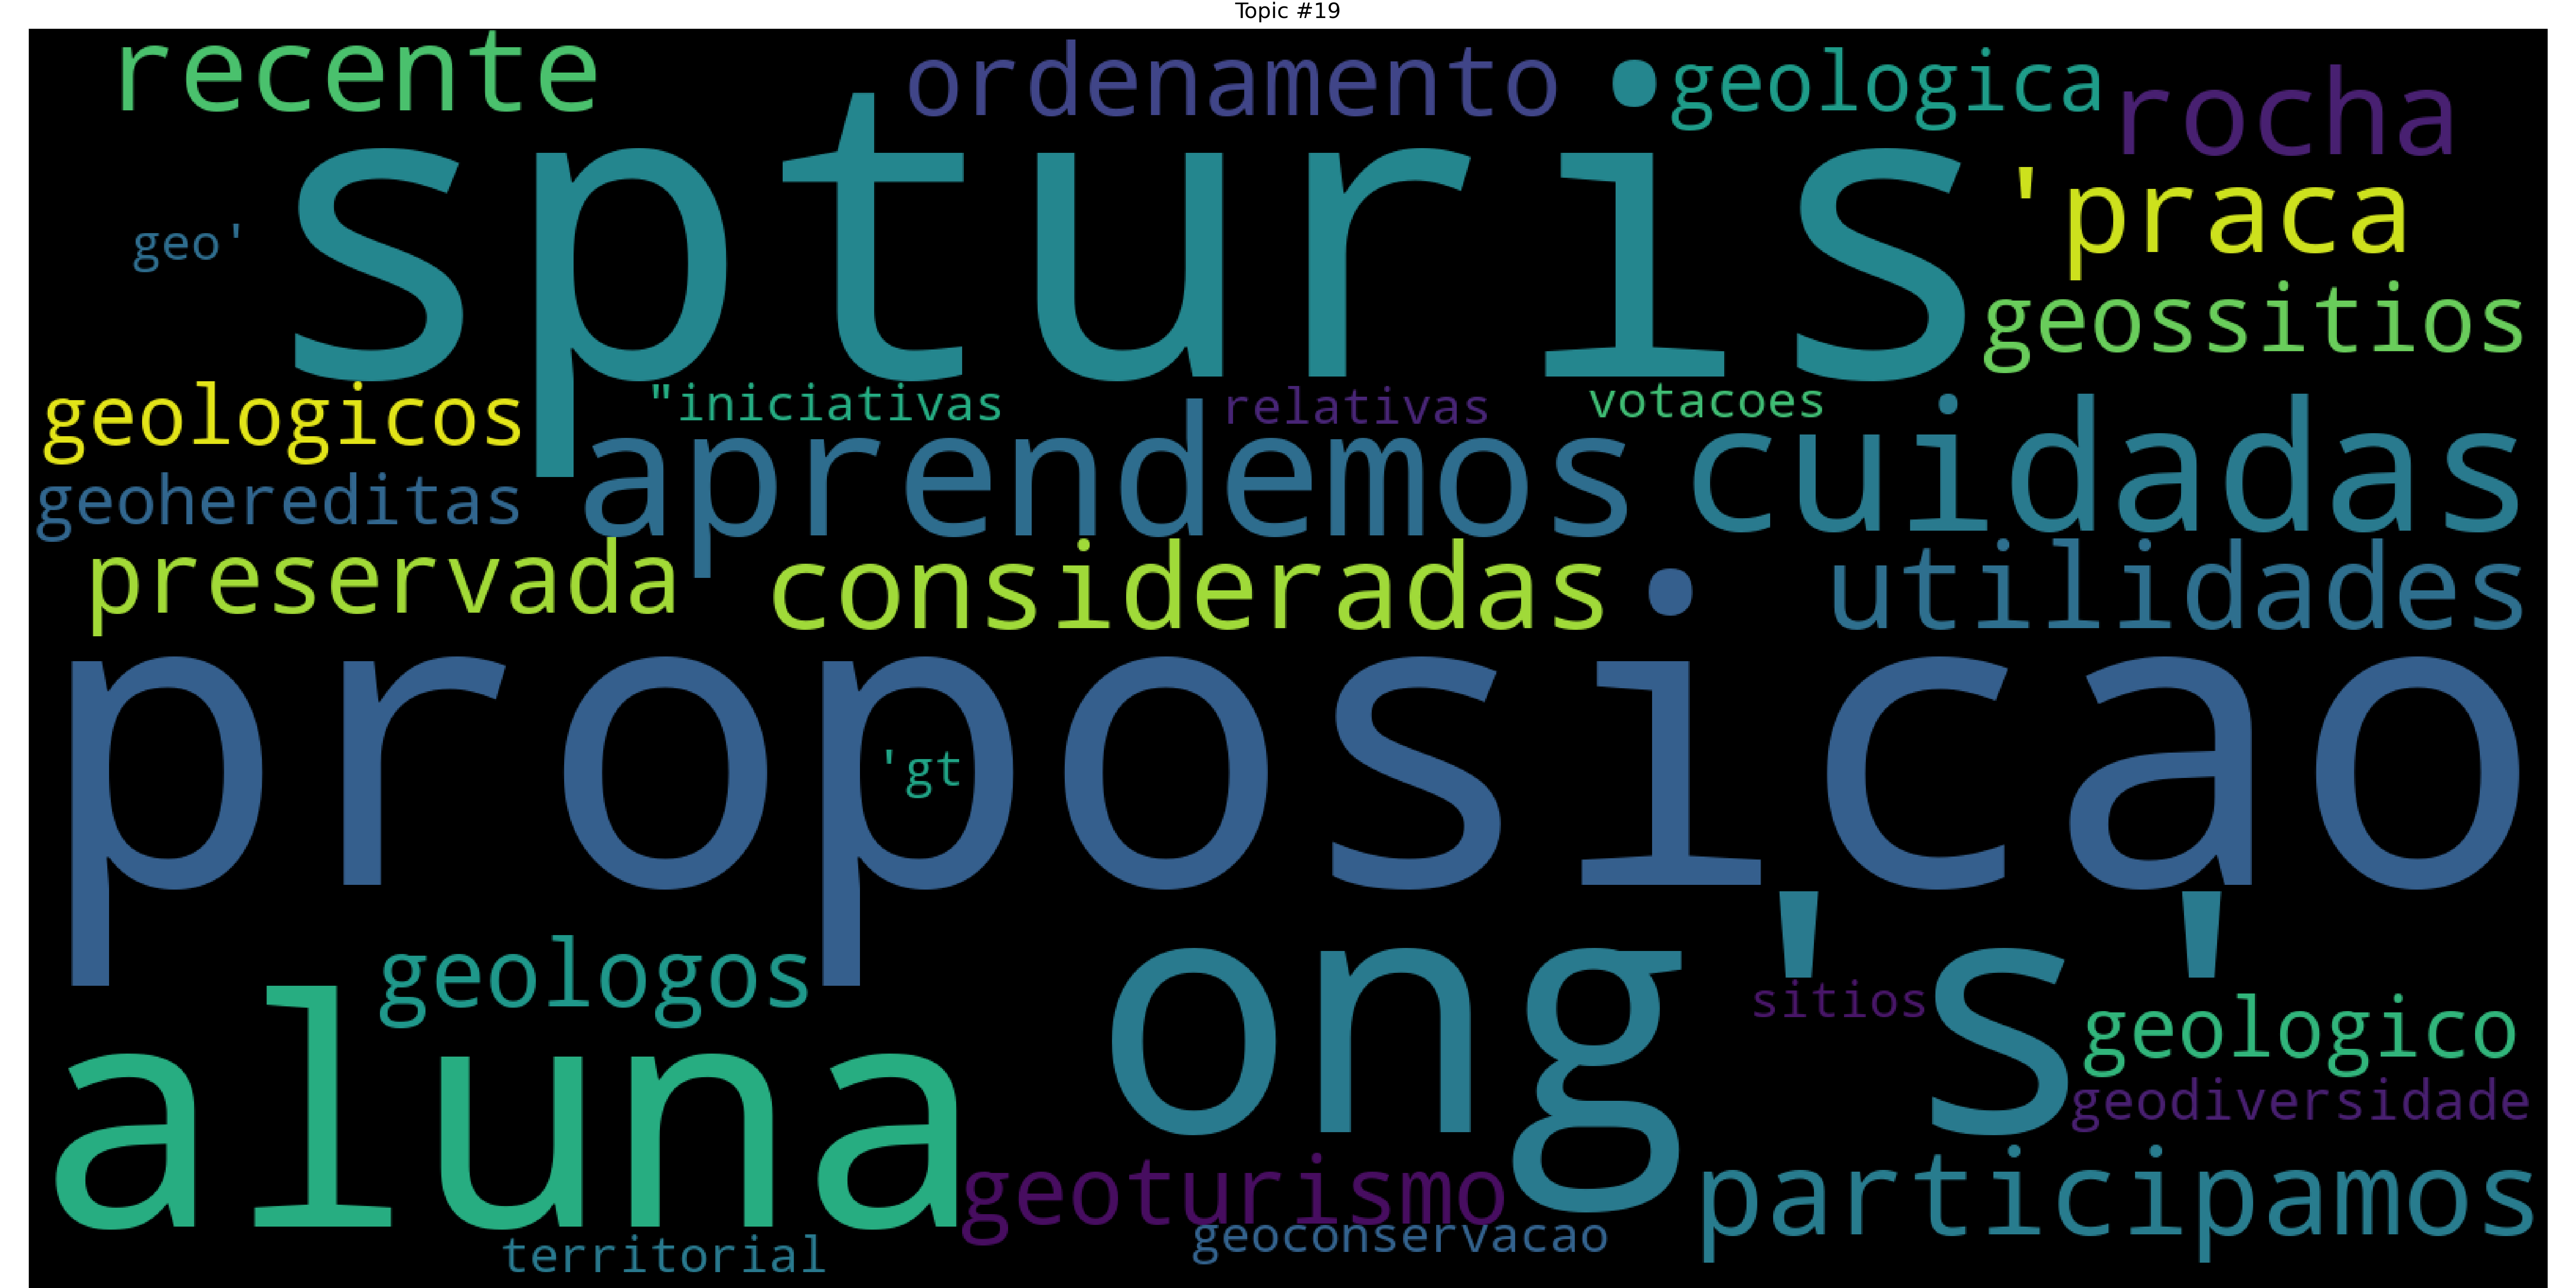 Topic #19
recente
ordenamento
geologica
rocha
spturis
'praca
geo'
geossitios
geologicos
"iniciativas
relativas
votacoes
aprendemos
cuidadas
geohereditas
preservada
consideradas
utilidades
proposicao
'gt
geologos
ong's'
sitios
geologico
aluna
geodiversidade
geoturismo
participamos
geoconservacao
territorial